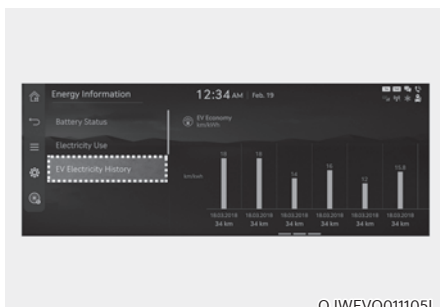 Energy Information
12:34 AM Feb. 19
Battery Status
EV Economy
km/kWh
Electricity Use
EV Electricity History
18 18 14 16 12 15.8
km/kwh
18.03.2018 18.03.2018 18.03.2018 18.03.2018 18.03.2018 18.03.2018
34 km 34 km 34 km 34 km 34 km 34 km